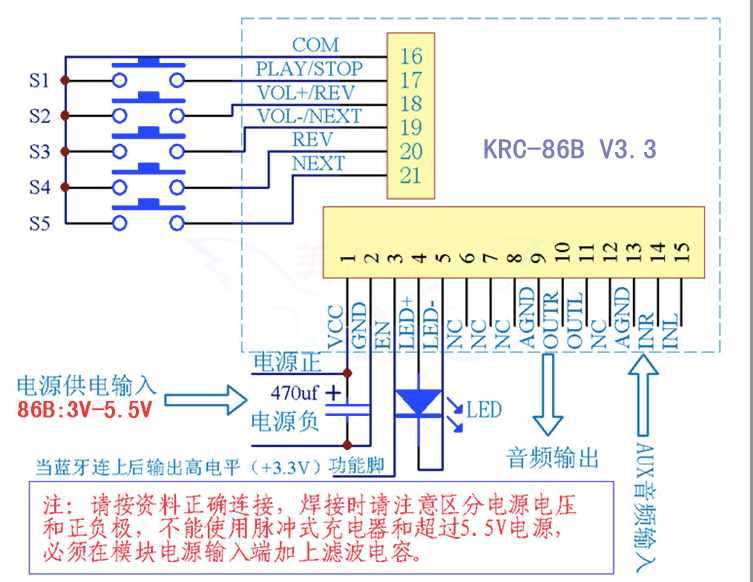 COM
16
S1
PLAY/STOP
17
VOL+/REV
18
S2
VOL-/NEXT
19
S3
REV
20
KRC-86B V3.3
S4
NEXT
21
S5
1 2 3 4 5 6 7 8 9 10 11 12 13 14 15
VCC GND EN LED+ LED- NC NC NC AGND OUTR OUTL NC AGND INR INL
电源正
电源供电输入
86B:3V-5.5V
470uf +
电源负
LED
音频输出
AUX音频输入
当蓝牙连上后输出高电平（+3.3V）功能脚
注：请按资料正确连接，焊接时请注意区分电源电压
和正负极，不能使用脉冲式充电器和超过5.5V电源，
必须在模块电源输入端加上滤波电容。